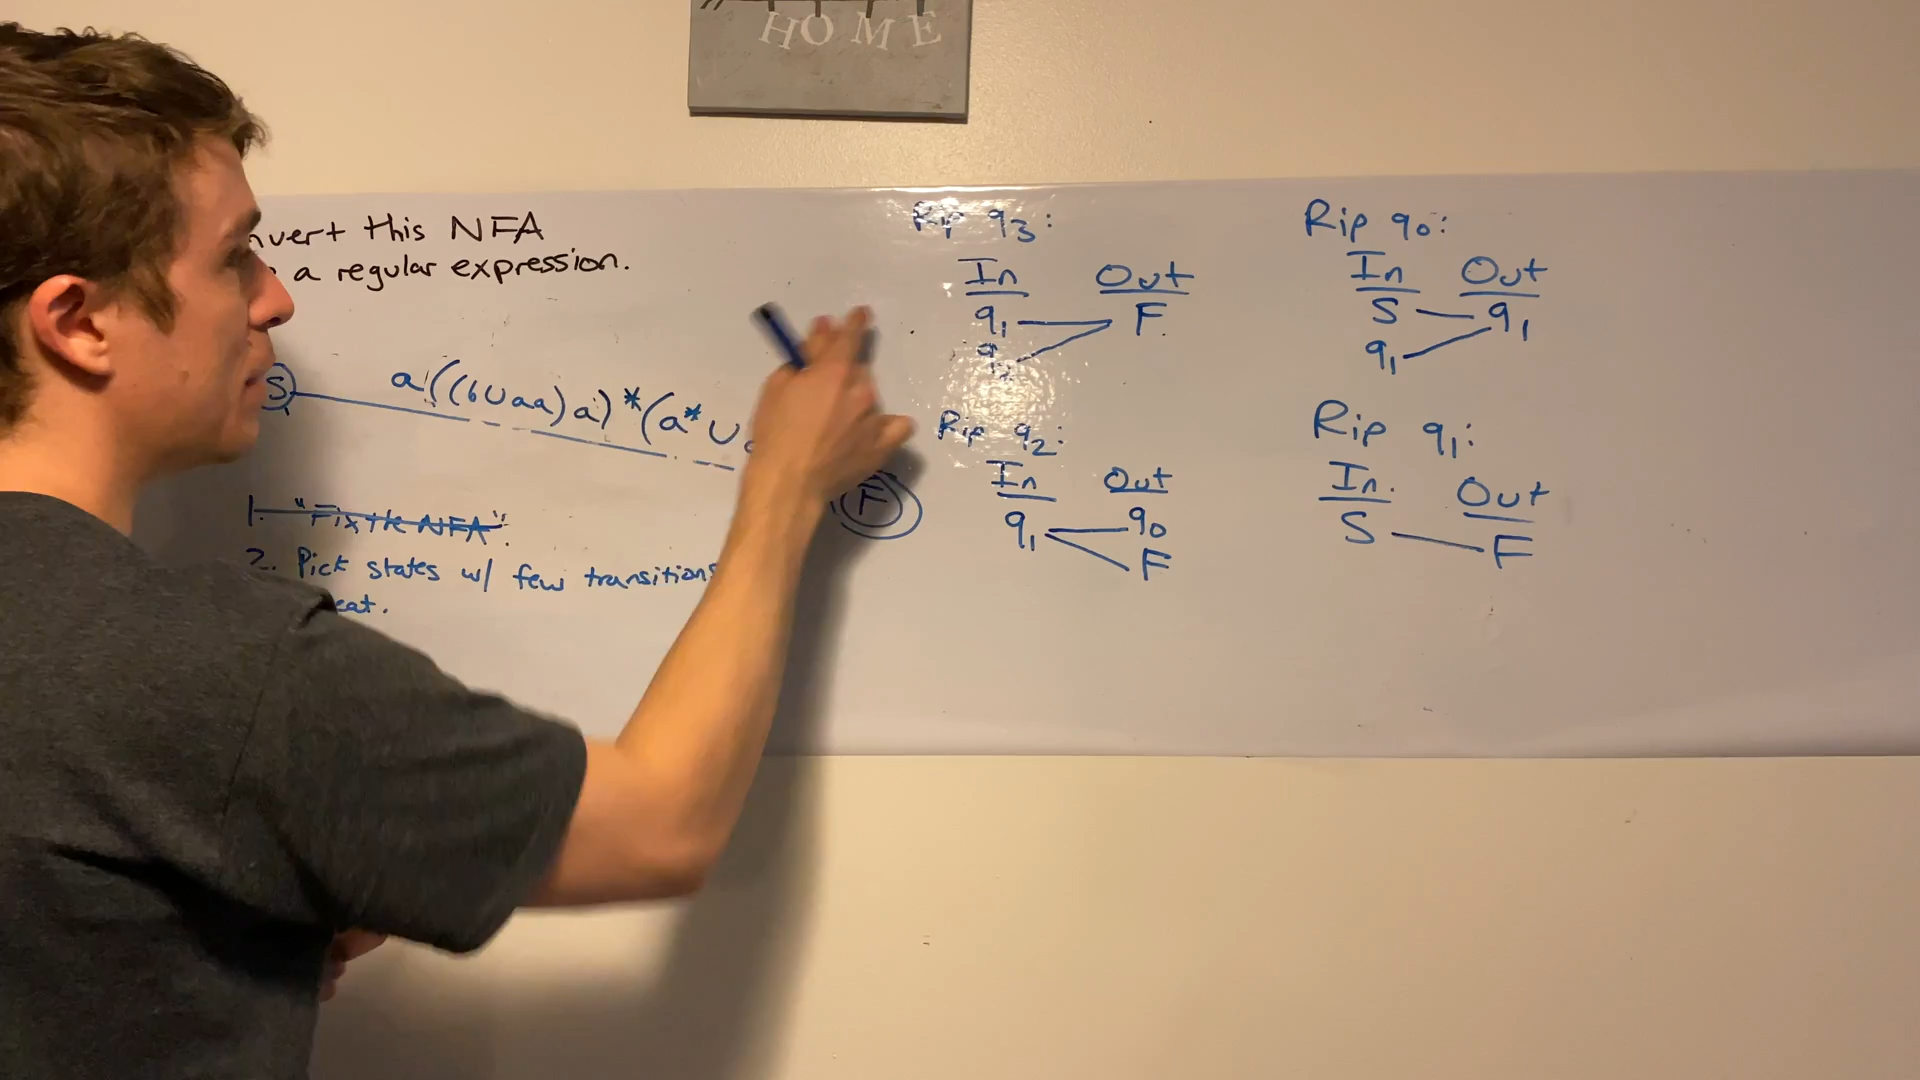 HOME
nvert this NFA
a regular expression.
S
a((bUaa)a)*(a*U
F
1. "Fix the NFA".
2. Pick states w/ few transitions
eat.
Rip q3:
In Out
q1 F
q2
Rip q2:
In Out
q1 q0
F
Rip q0:
In Out
S q1
q1
Rip q1:
In Out
S F